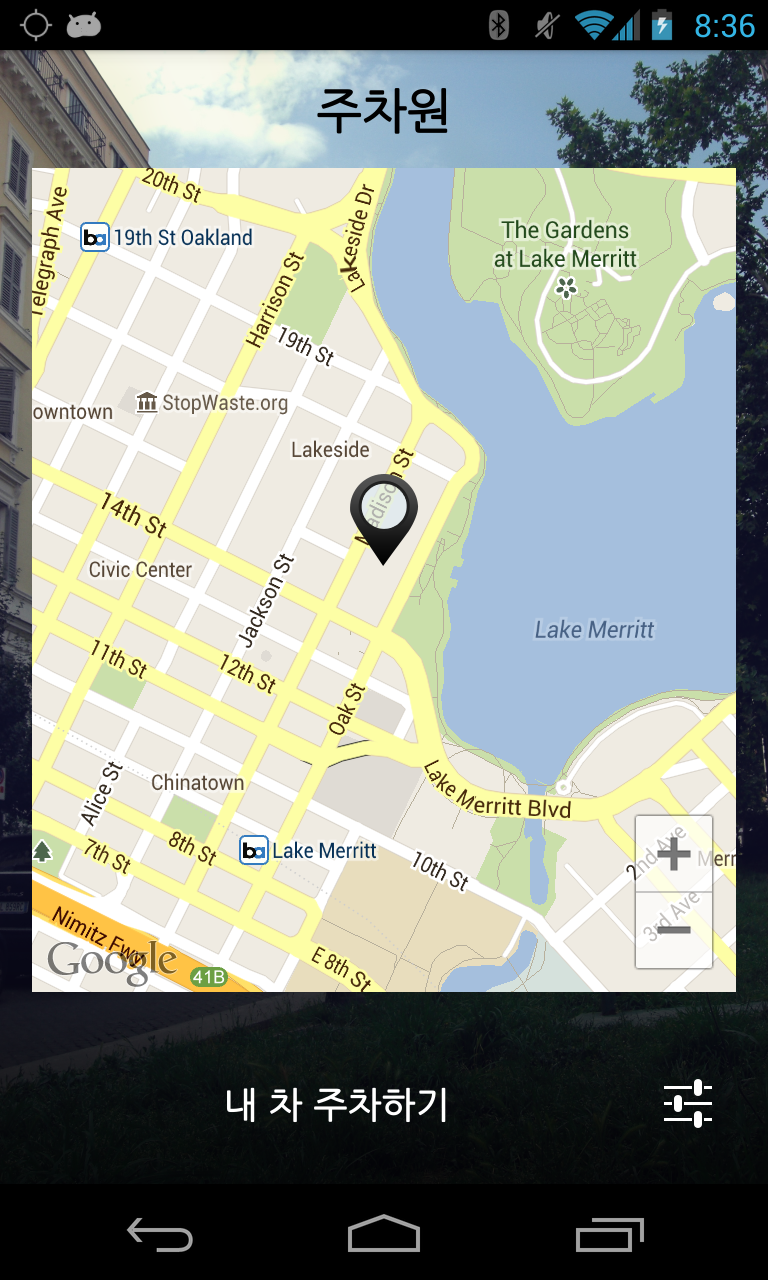 8:36
주차원
20th St
Lakeside Dr
Telegraph Ave
19th St Oakland
The Gardens
at Lake Merritt
Harrison St
19th St
StopWaste.org
owntown
Lakeside
Madison St
14th St
Civic Center
Jackson St
Lake Merritt
11th St
12th St
Oak St
Chinatown
Alice St
Lake Merritt Blvd
8th St
7th St
ba Lake Merritt
10th St
2nd Ave
Merr
3rd Ave
Nimitz Fwy
Google
41B
E 8th St
내 차 주차하기